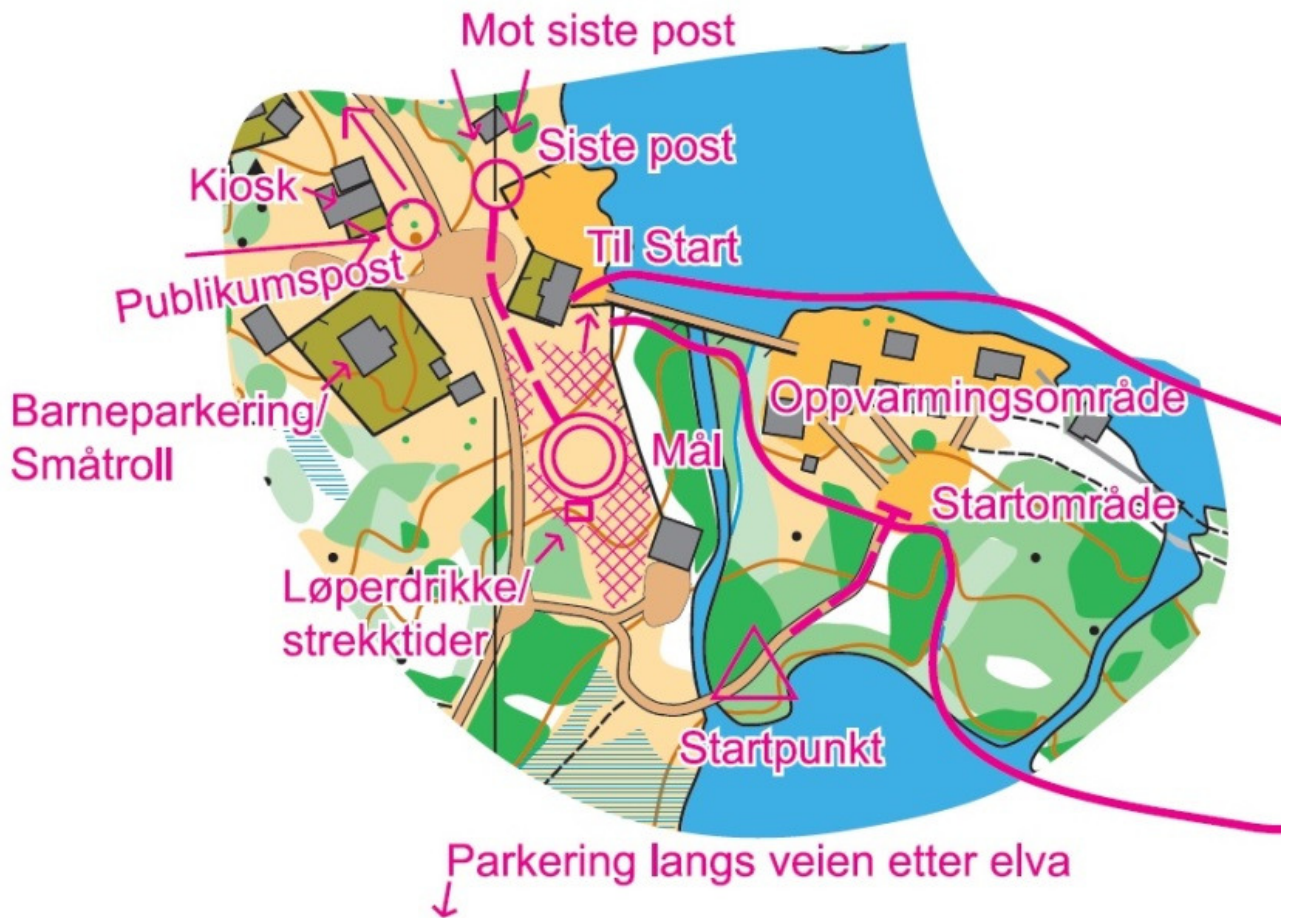 Mot siste post
Siste post
Kiosk
Til Start
Publikumspost
Oppvarmingsområde
Barneparkering/
Småtroll
Mål
Startområde
Løperdrikke/
strekktider
Startpunkt
Parkering langs veien etter elva